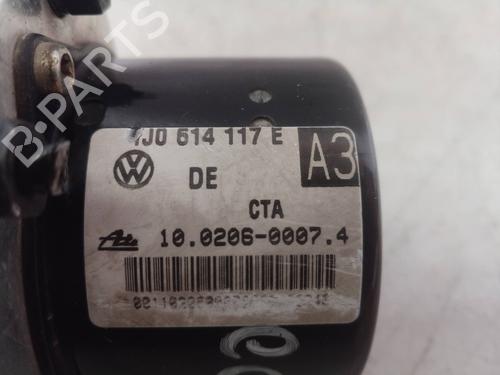 B-PARTS
1J0 614 117 E
A3
DE
CTA
Ate
10.0206-0007.4